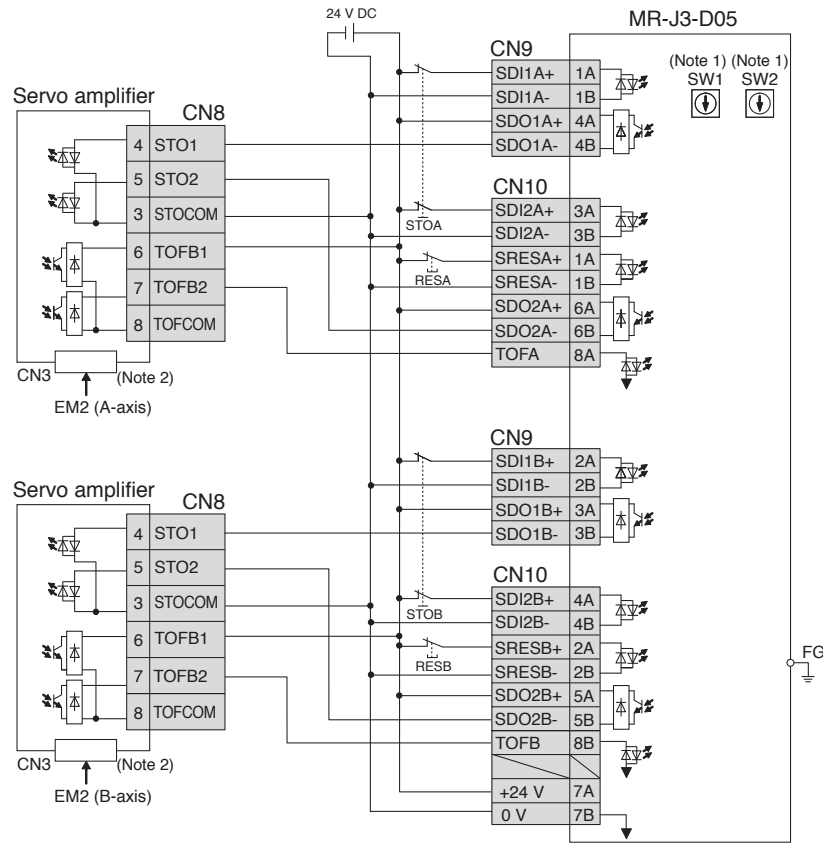 24 V DC
MR-J3-D05
(Note 1) (Note 1)
SW1 SW2
CN9
SDI1A+ 1A
SDI1A- 1B
SDO1A+ 4A
SDO1A- 4B
Servo amplifier
CN8
4 STO1
5 STO2
3 STOCOM
6 TOFB1
7 TOFB2
8 TOFCOM
CN3 (Note 2)
EM2 (A-axis)
CN10
STOA
SDI2A+ 3A
SDI2A- 3B
RESA
SRESA+ 1A
SRESA- 1B
SDO2A+ 6A
SDO2A- 6B
TOFA 8A
CN9
SDI1B+ 2A
SDI1B- 2B
SDO1B+ 3A
SDO1B- 3B
Servo amplifier
CN8
4 STO1
5 STO2
3 STOCOM
6 TOFB1
7 TOFB2
8 TOFCOM
CN3 (Note 2)
EM2 (B-axis)
CN10
STOB
SDI2B+ 4A
SDI2B- 4B
RESB
SRESB+ 2A
SRESB- 2B
SDO2B+ 5A
SDO2B- 5B
TOFB 8B
+24 V 7A
0 V 7B
FG